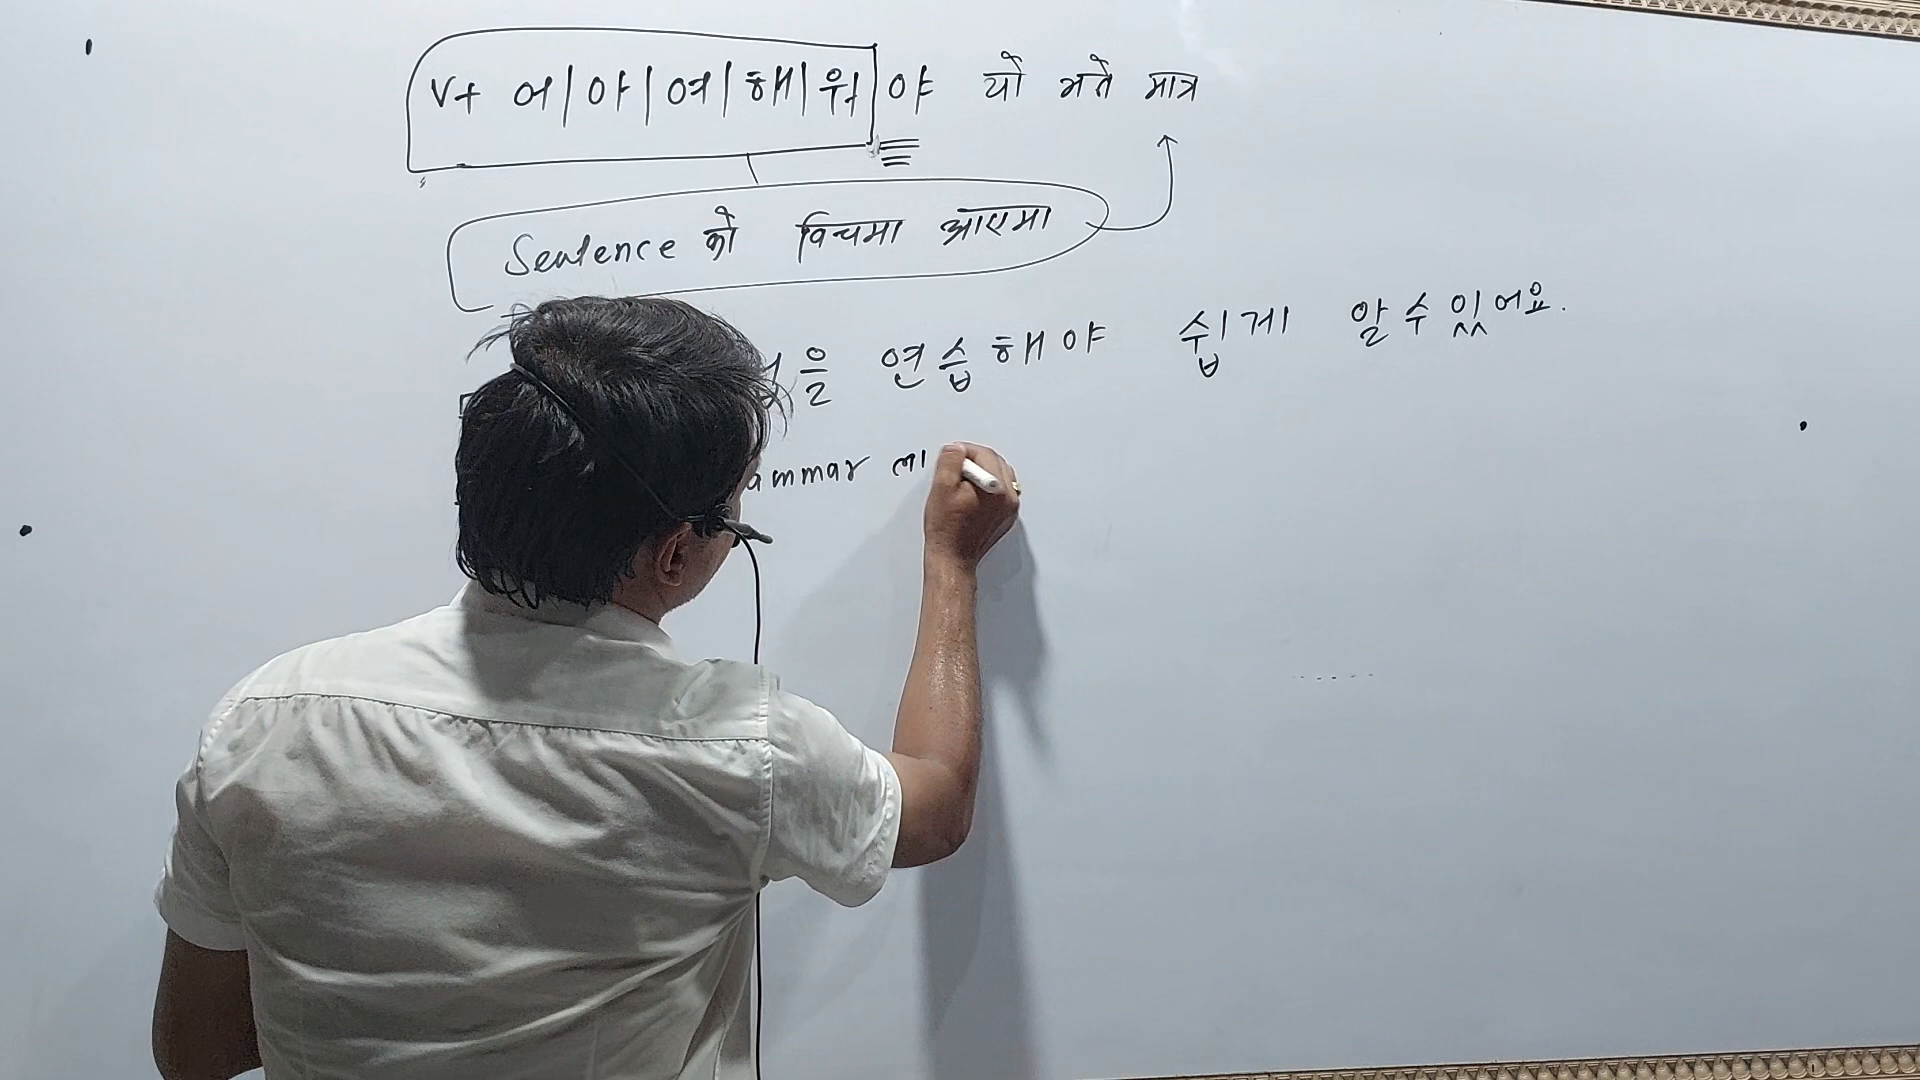 V+ 어/야/여/해/워/야 यो भने मात्र
Sentence को विचमा आएमा
을 연습해야 쉽게 알 수 있어요.
ammar ला